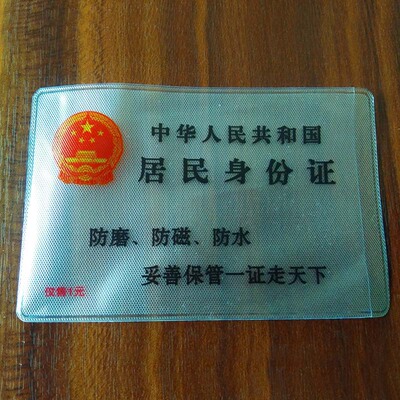 中华人民共和国
居民身份证
防磨、防磁、防水
妥善保管一证走天下
仅售1元